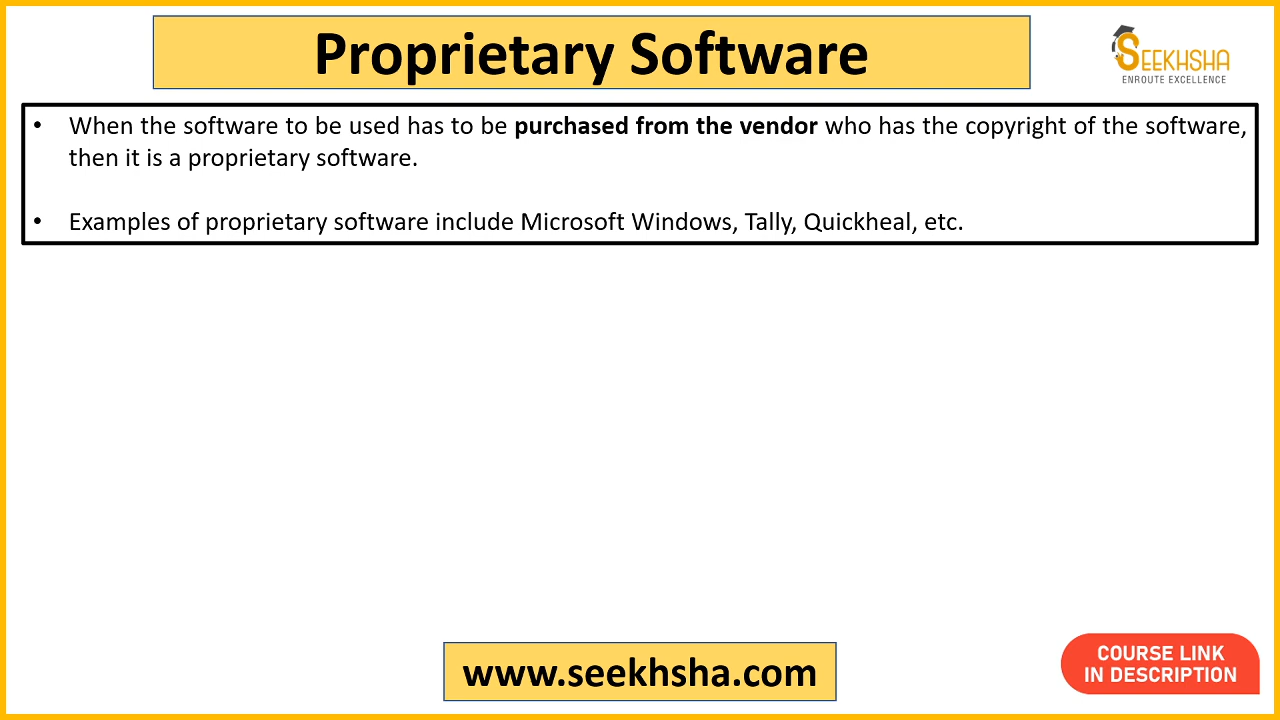 Proprietary Software
SEEKHSHA
ENROUTE EXCELLENCE
• When the software to be used has to be purchased from the vendor who has the copyright of the software,
then it is a proprietary software.
• Examples of proprietary software include Microsoft Windows, Tally, Quickheal, etc.
www.seekhsha.com
COURSE LINK
IN DESCRIPTION